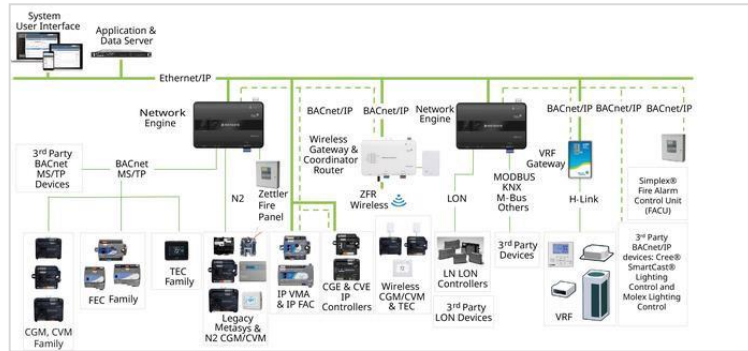 System
User Interface
Application &
Data Server
Ethernet/IP
Network
Engine
BACnet/IP
BACnet/IP
Network
Engine
BACnet/IP
BACnet/IP
BACnet/IP
Wireless
Gateway &
Coordinator
Router
VRF
Gateway
3rd Party
BACnet
MS/TP
Devices
BACnet
MS/TP
N2
Zettler
Fire
Panel
ZFR
Wireless
LON
MODBUS
KNX
M-Bus
Others
H-Link
Simplex®
Fire Alarm
Control Unit
(FACU)
CGM, CVM
Family
FEC Family
TEC
Family
Legacy
Metasys &
N2 CGM/CVM
IP VMA
& IP FAC
CGE & CVE
IP
Controllers
Wireless
CGM/CVM
& TEC
LN LON
Controllers
3rd Party
LON Devices
3rd Party
Devices
VRF
3rd Party
BACnet/IP
devices: Cree®
SmartCast®
Lighting
Control and
Molex Lighting
Control